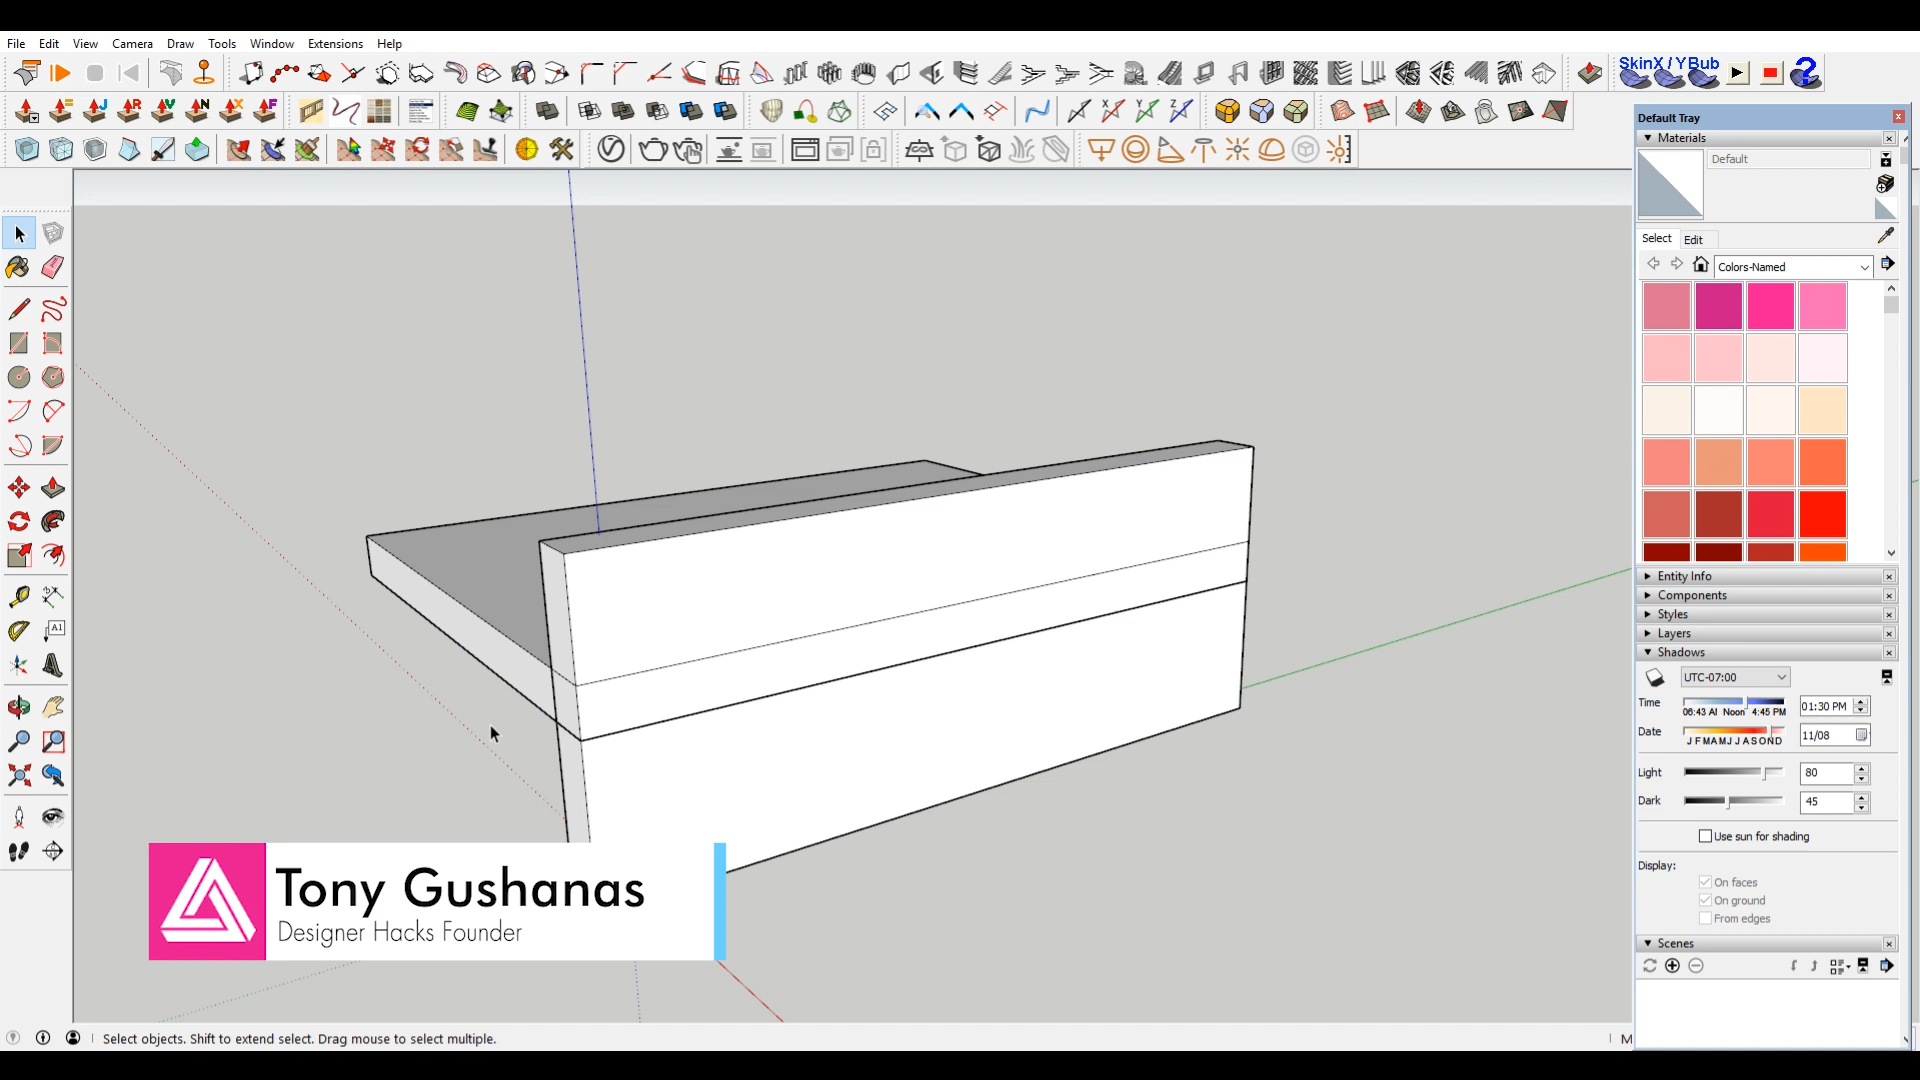 File Edit View Camera Draw Tools Window Extensions Help
SkinX / YBub
J R V N X F
X Y Z
Default Tray
Materials
Default
Select Edit
Colors-Named
Entity Info
Components
Styles
Layers
Shadows
UTC-07:00
Time
06:43 AI Noon 4:45 PM
01:30 PM
Date
J F M A M J J A S O N D
11/08
Light
80
Dark
45
Use sun for shading
Display:
On faces
On ground
From edges
Scenes
A1
Tony Gushanas
Designer Hacks Founder
Select objects. Shift to extend select. Drag mouse to select multiple.
M